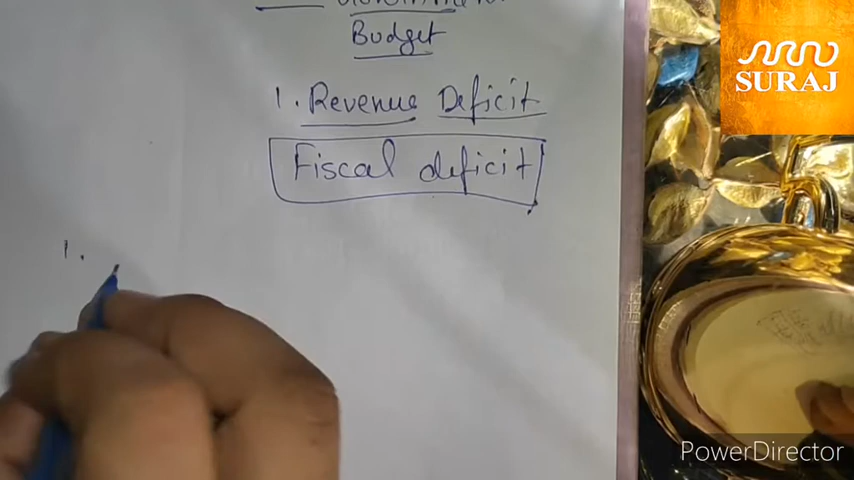 Budget
1. Revenue Deficit
Fiscal deficit
1.
SURAJ
PowerDirector